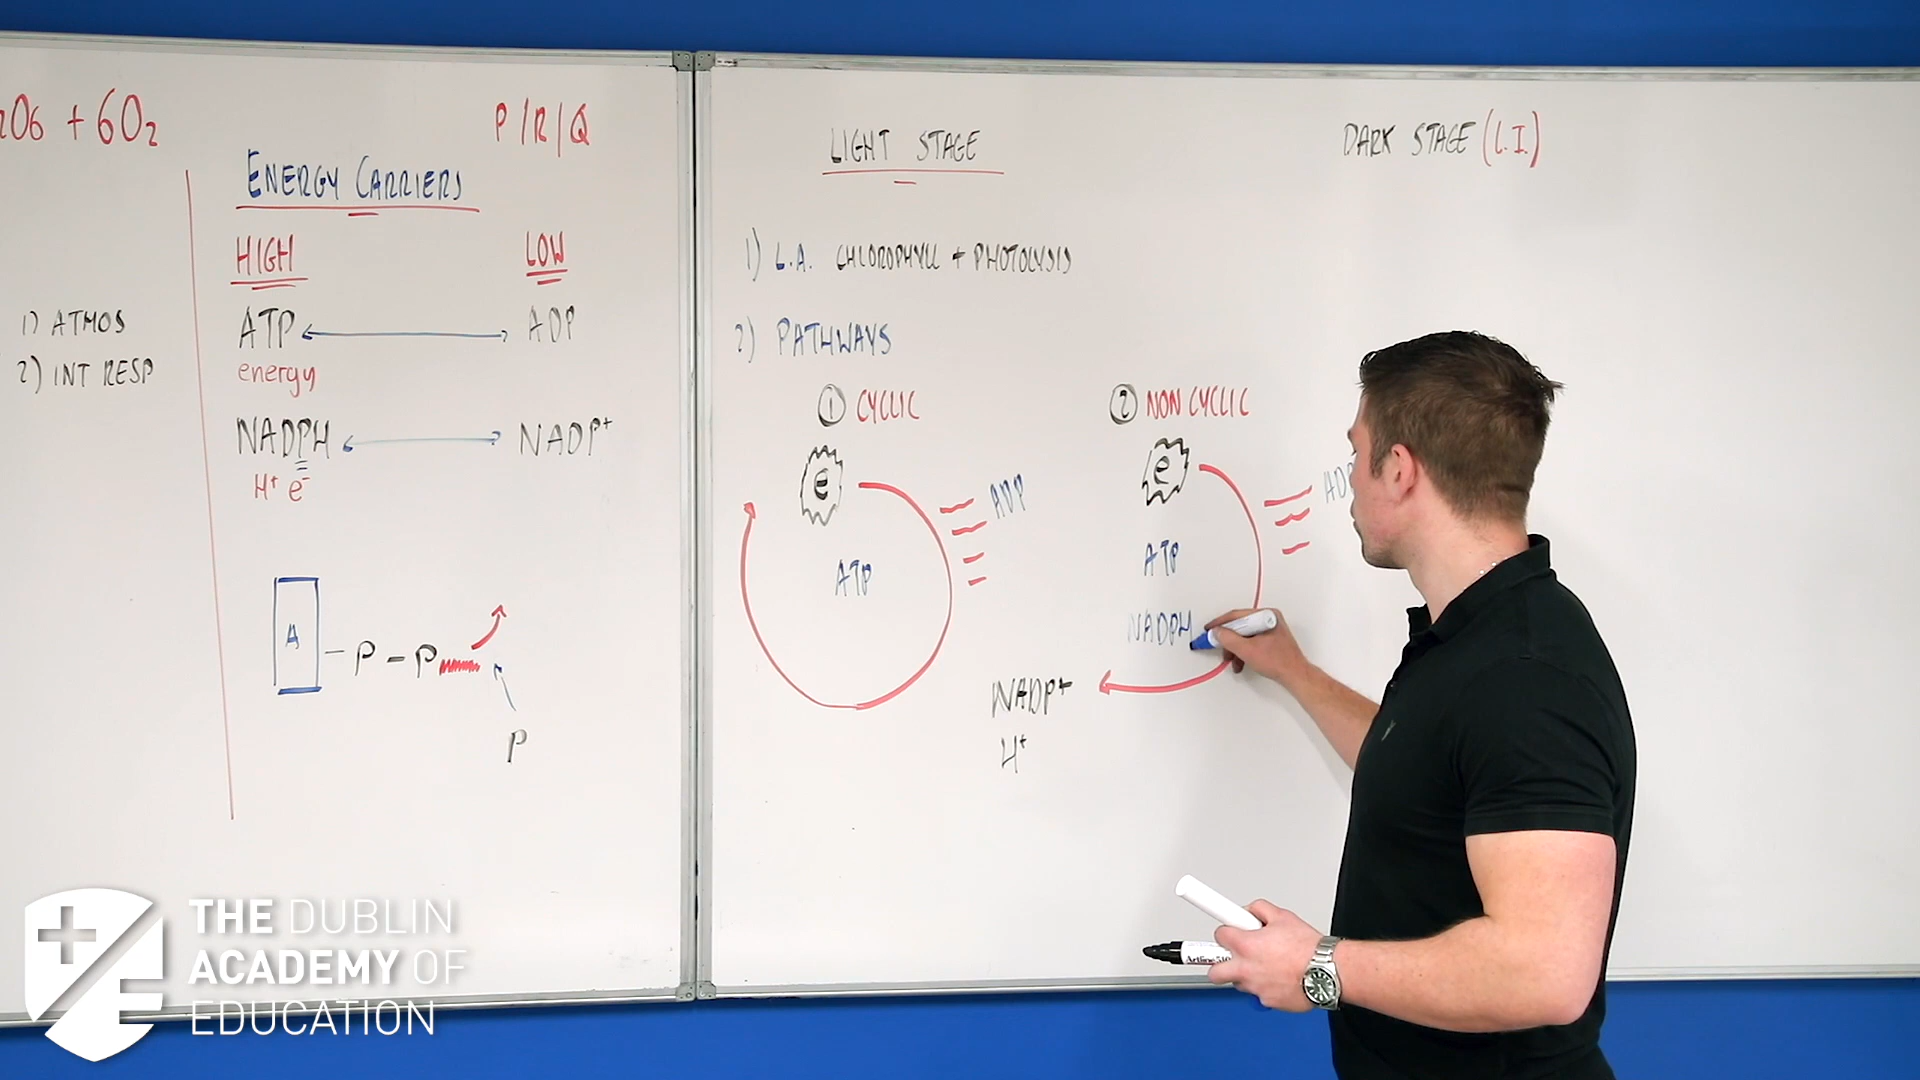 2O6 + 6O2
P/R/Q
ENERGY CARRIERS
HIGH
LOW
ATP
ADP
energy
NADPH
NADP+
H+ e-
1) ATMOS
2) INT RESP
A - P - P
P
LIGHT STAGE
DARK STAGE (L.I.)
1) L.A. CHLOROPHYLL + PHOTOLYSIS
2) PATHWAYS
① CYCLIC
② NON CYCLIC
e
ADP
ATP
e
ADP
ATP
NADPH
NADP+
H+
Artline
THE DUBLIN
ACADEMY OF
EDUCATION